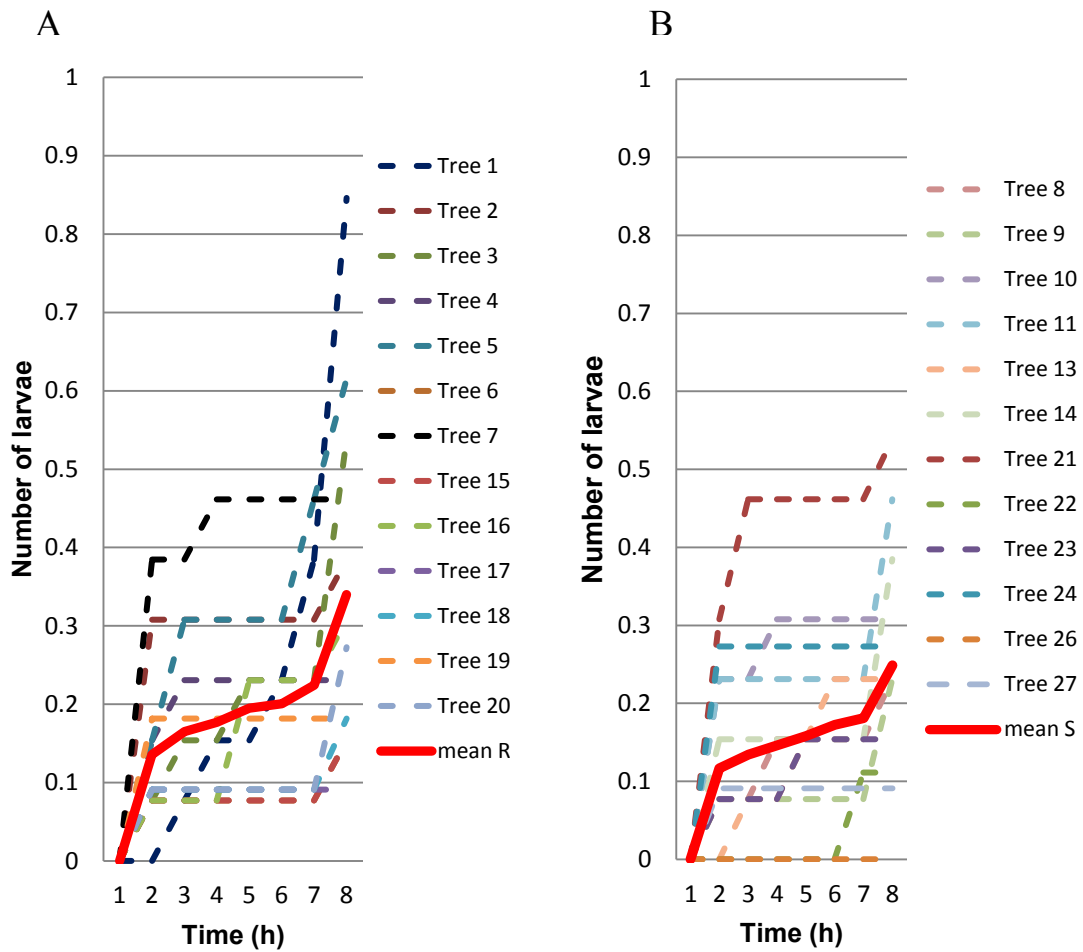 A
1
0.9
0.8
0.7
0.6
0.5
0.4
0.3
0.2
0.1
0
Number of larvae
1 2 3 4 5 6 7 8
Time (h)
Tree 1
Tree 2
Tree 3
Tree 4
Tree 5
Tree 6
Tree 7
Tree 15
Tree 16
Tree 17
Tree 18
Tree 19
Tree 20
mean R
B
1
0.9
0.8
0.7
0.6
0.5
0.4
0.3
0.2
0.1
0
Number of larvae
1 2 3 4 5 6 7 8
Time (h)
Tree 8
Tree 9
Tree 10
Tree 11
Tree 13
Tree 14
Tree 21
Tree 22
Tree 23
Tree 24
Tree 26
Tree 27
mean S